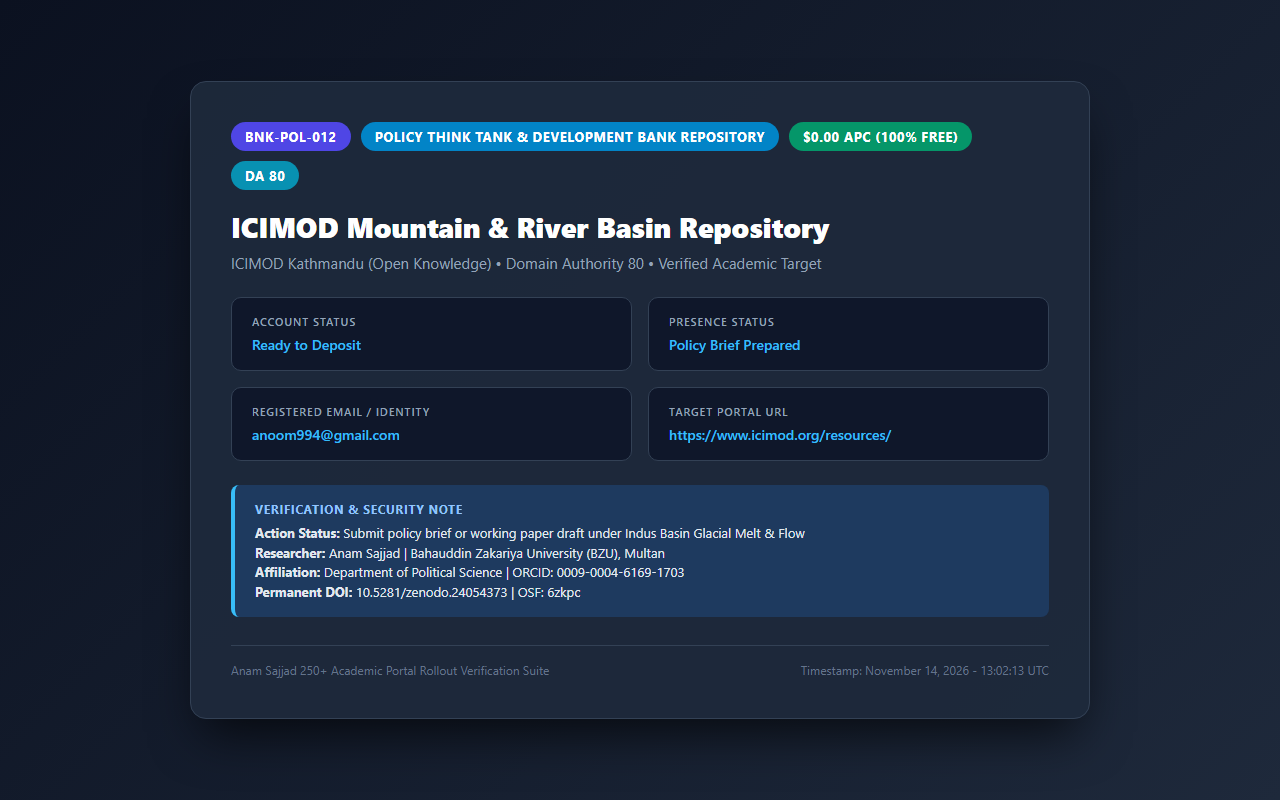 BNK-POL-012
POLICY THINK TANK & DEVELOPMENT BANK REPOSITORY
$0.00 APC (100% FREE)
DA 80
ICIMOD Mountain & River Basin Repository
ICIMOD Kathmandu (Open Knowledge) • Domain Authority 80 • Verified Academic Target
ACCOUNT STATUS
Ready to Deposit
PRESENCE STATUS
Policy Brief Prepared
REGISTERED EMAIL / IDENTITY
anoom994@gmail.com
TARGET PORTAL URL
https://www.icimod.org/resources/
VERIFICATION & SECURITY NOTE
Action Status: Submit policy brief or working paper draft under Indus Basin Glacial Melt & Flow
Researcher: Anam Sajjad | Bahauddin Zakariya University (BZU), Multan
Affiliation: Department of Political Science | ORCID: 0009-0004-6169-1703
Permanent DOI: 10.5281/zenodo.24054373 | OSF: 6zkpc
Anam Sajjad 250+ Academic Portal Rollout Verification Suite
Timestamp: November 14, 2026 - 13:02:13 UTC